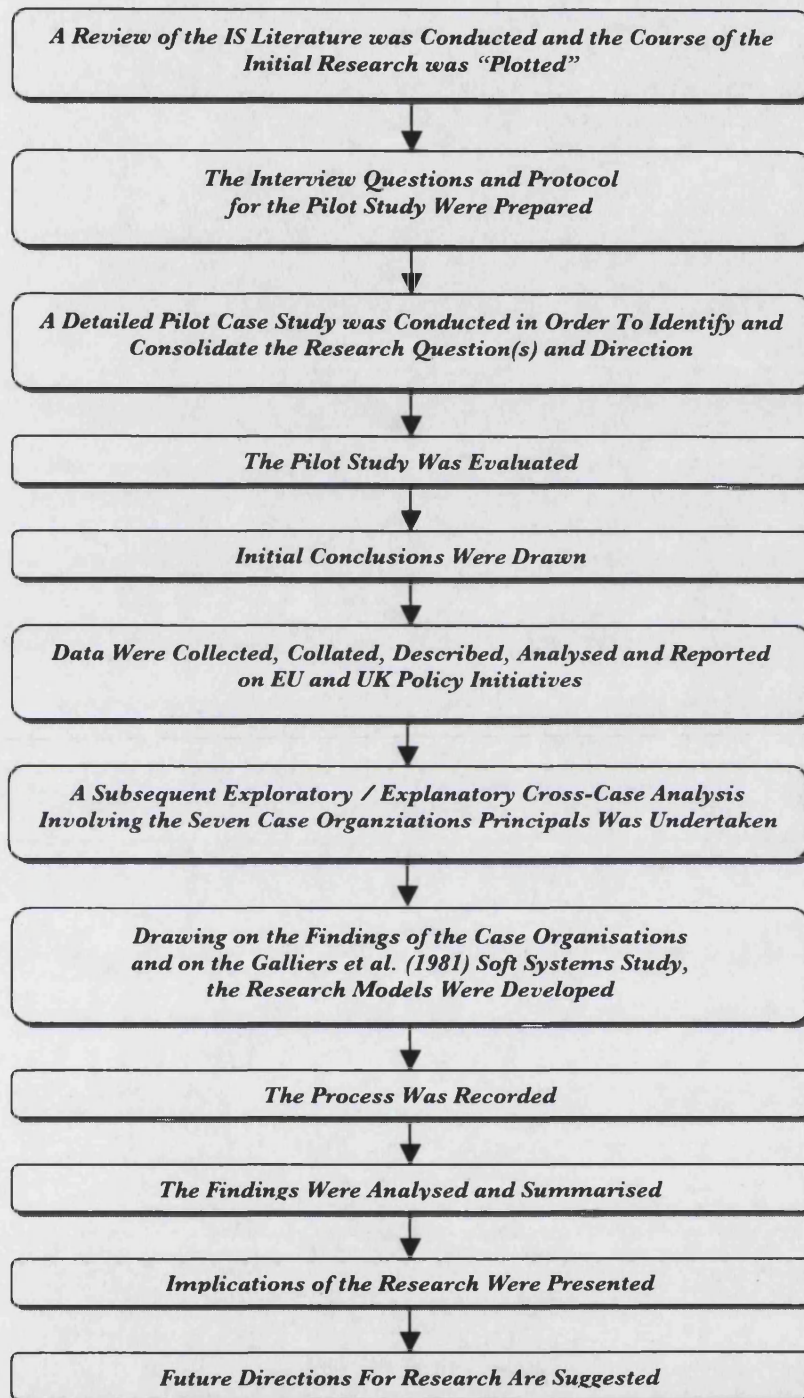 A Review of the IS Literature was Conducted and the Course of the
Initial Research was “Plotted”
The Interview Questions and Protocol
for the Pilot Study Were Prepared
A Detailed Pilot Case Study was Conducted in Order To Identify and
Consolidate the Research Question(s) and Direction
The Pilot Study Was Evaluated
Initial Conclusions Were Drawn
Data Were Collected, Collated, Described, Analysed and Reported
on EU and UK Policy Initiatives
A Subsequent Exploratory / Explanatory Cross-Case Analysis
Involving the Seven Case Organziations Principals Was Undertaken
Drawing on the Findings of the Case Organisations
and on the Galliers et al. (1981) Soft Systems Study,
the Research Models Were Developed
The Process Was Recorded
The Findings Were Analysed and Summarised
Implications of the Research Were Presented
Future Directions For Research Are Suggested